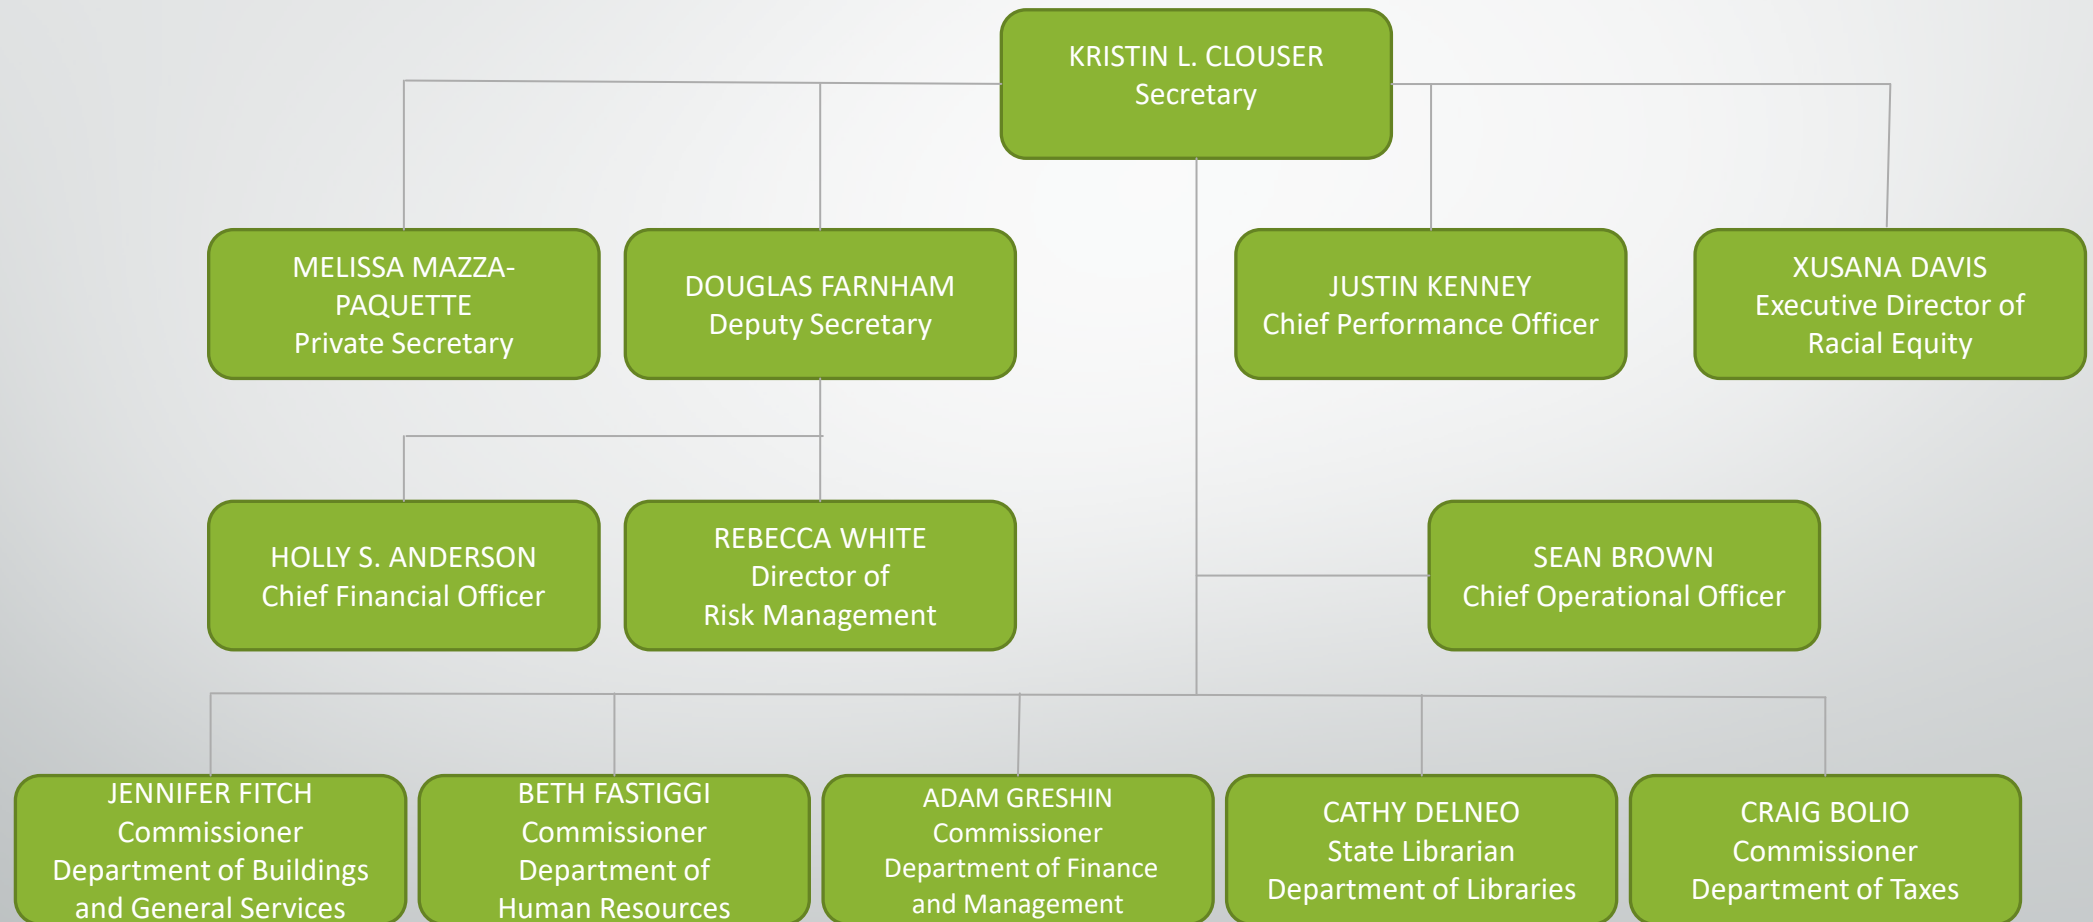 KRISTIN L. CLOUSER
Secretary
MELISSA MAZZA-
PAQUETTE
Private Secretary
DOUGLAS FARNHAM
Deputy Secretary
JUSTIN KENNEY
Chief Performance Officer
XUSANA DAVIS
Executive Director of
Racial Equity
HOLLY S. ANDERSON
Chief Financial Officer
REBECCA WHITE
Director of
Risk Management
SEAN BROWN
Chief Operational Officer
JENNIFER FITCH
Commissioner
Department of Buildings
and General Services
BETH FASTIGGI
Commissioner
Department of
Human Resources
ADAM GRESHIN
Commissioner
Department of Finance
and Management
CATHY DELNEO
State Librarian
Department of Libraries
CRAIG BOLIO
Commissioner
Department of Taxes